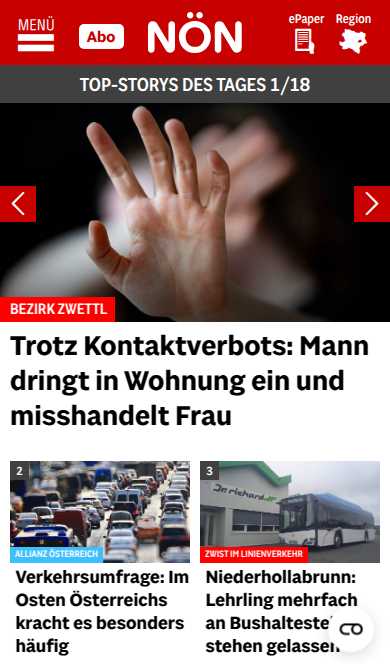 MENÜ
Abo
NÖN
ePaper
Region
TOP-STORYS DES TAGES 1/18
BEZIRK ZWETTL
Trotz Kontaktverbots: Mann
dringt in Wohnung ein und
misshandelt Frau
2
ALLIANZ ÖSTERREICH
Verkehrsumfrage: Im
Osten Österreichs
kracht es besonders
häufig
3
ZWIST IM LINIENVERKEHR
Niederhollabrunn:
Lehrling mehrfach
an Bushaltestel
stehen gelassen